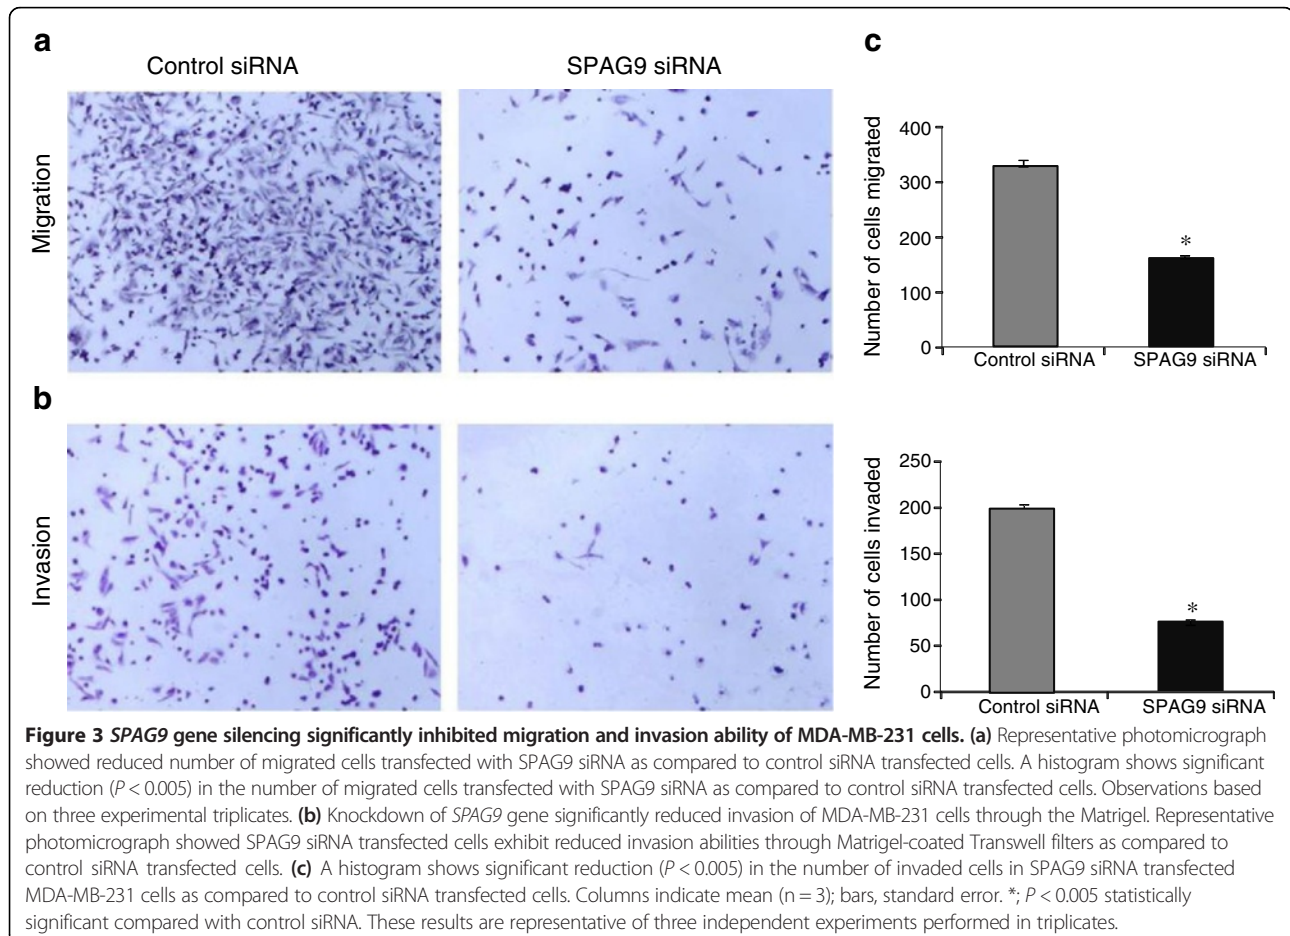 a
Control siRNA
SPAG9 siRNA
Migration
b
Invasion
c
Number of cells migrated
400
300
200
100
0
*
Control siRNA
SPAG9 siRNA
Number of cells invaded
250
200
150
100
50
0
*
Control siRNA
SPAG9 siRNA
Figure 3 SPAG9 gene silencing significantly inhibited migration and invasion ability of MDA-MB-231 cells. (a) Representative photomicrograph
showed reduced number of migrated cells transfected with SPAG9 siRNA as compared to control siRNA transfected cells. A histogram shows significant
reduction (P < 0.005) in the number of migrated cells transfected with SPAG9 siRNA as compared to control siRNA transfected cells. Observations based
on three experimental triplicates. (b) Knockdown of SPAG9 gene significantly reduced invasion of MDA-MB-231 cells through the Matrigel. Representative
photomicrograph showed SPAG9 siRNA transfected cells exhibit reduced invasion abilities through Matrigel-coated Transwell filters as compared to
control siRNA transfected cells. (c) A histogram shows significant reduction (P < 0.005) in the number of invaded cells in SPAG9 siRNA transfected
MDA-MB-231 cells as compared to control siRNA transfected cells. Columns indicate mean (n = 3); bars, standard error. *; P < 0.005 statistically
significant compared with control siRNA. These results are representative of three independent experiments performed in triplicates.